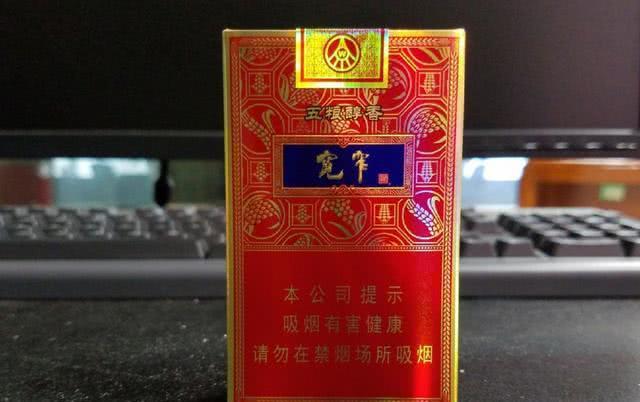 五粮醇香
宽窄
本公司提示
吸烟有害健康
请勿在禁烟场所吸烟